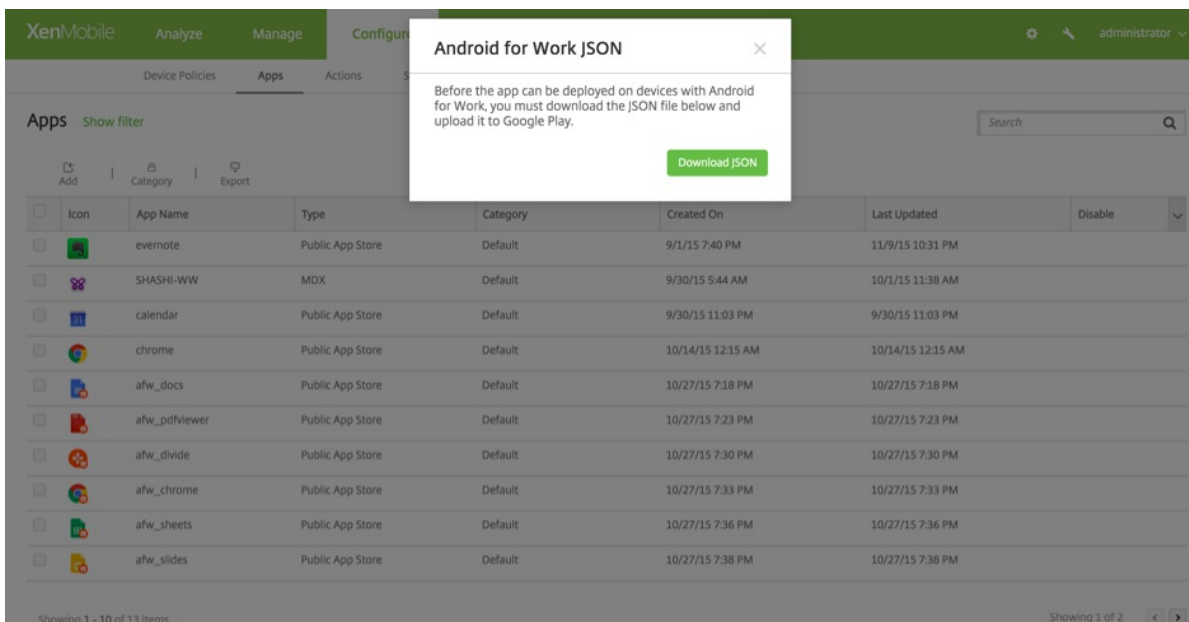 XenMobile Analyze Manage Configure administrator
Device Policies Apps Actions
Android for Work JSON
Before the app can be deployed on devices with Android
for Work, you must download the JSON file below and
upload it to Google Play.
Download JSON
Apps Show filter Search
Add | Category | Export
Icon App Name Type Category Created On Last Updated Disable
evernote Public App Store Default 9/1/15 7:40 PM 11/9/15 10:31 PM
SHASHI-WW MDX Default 9/30/15 5:44 AM 10/1/15 11:38 AM
31 calendar Public App Store Default 9/30/15 11:03 PM 9/30/15 11:03 PM
chrome Public App Store Default 10/14/15 12:15 AM 10/14/15 12:15 AM
afw_docs Public App Store Default 10/27/15 7:18 PM 10/27/15 7:18 PM
afw_pdfviewer Public App Store Default 10/27/15 7:23 PM 10/27/15 7:23 PM
afw_divide Public App Store Default 10/27/15 7:30 PM 10/27/15 7:30 PM
afw_chrome Public App Store Default 10/27/15 7:33 PM 10/27/15 7:33 PM
afw_sheets Public App Store Default 10/27/15 7:36 PM 10/27/15 7:36 PM
afw_slides Public App Store Default 10/27/15 7:38 PM 10/27/15 7:38 PM
Showing 1 - 10 of 13 items Showing 1 of 2